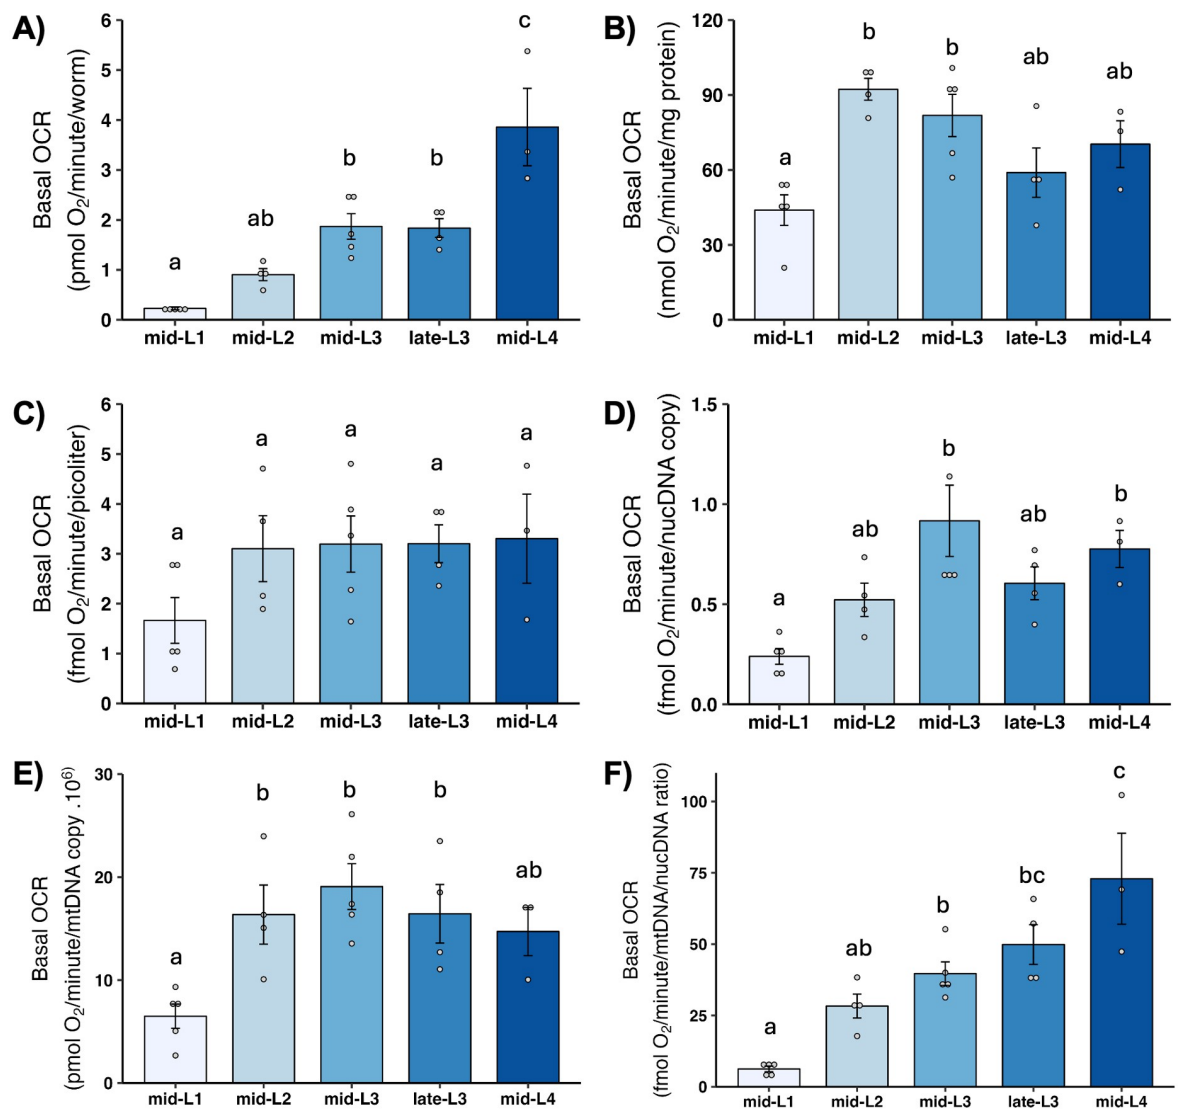 A)
Basal OCR
(pmol O₂/minute/worm)
6
5
4
3
2
1
0
a
ab
b
b
c
mid-L1 mid-L2 mid-L3 late-L3 mid-L4
B)
Basal OCR
(nmol O₂/minute/mg protein)
120
90
60
30
0
a
b
b
ab
ab
mid-L1 mid-L2 mid-L3 late-L3 mid-L4
C)
Basal OCR
(fmol O₂/minute/picoliter)
6
5
4
3
2
1
0
a
a
a
a
a
mid-L1 mid-L2 mid-L3 late-L3 mid-L4
D)
Basal OCR
(fmol O₂/minute/nucDNA copy)
1.5
1.0
0.5
0.0
a
ab
b
ab
b
mid-L1 mid-L2 mid-L3 late-L3 mid-L4
E)
Basal OCR
(pmol O₂/minute/mtDNA copy .10⁶)
30
20
10
0
a
b
b
b
ab
mid-L1 mid-L2 mid-L3 late-L3 mid-L4
F)
Basal OCR
(fmol O₂/minute/mtDNA/nucDNA ratio)
100
75
50
25
0
a
ab
b
bc
c
mid-L1 mid-L2 mid-L3 late-L3 mid-L4